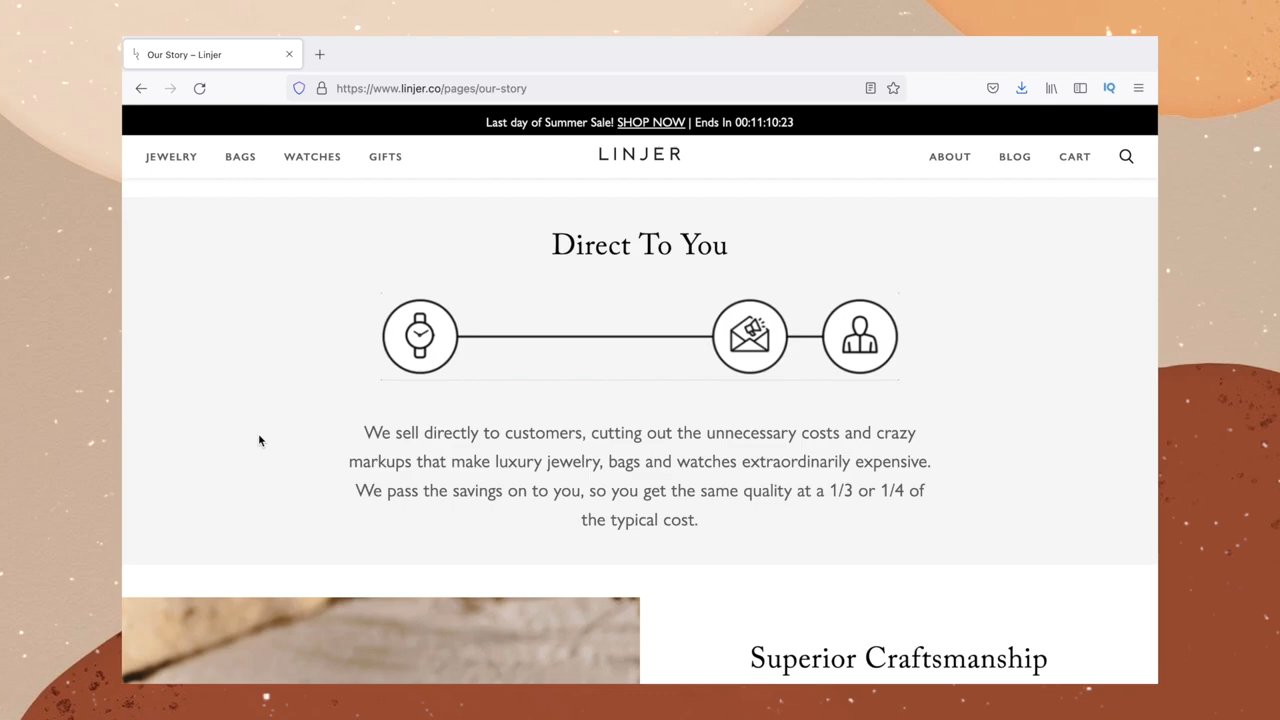 Our Story – Linjer
https://www.linjer.co/pages/our-story
IQ
Last day of Summer Sale! SHOP NOW | Ends In 00:11:10:23
JEWELRY BAGS WATCHES GIFTS LINJER ABOUT BLOG CART
Direct To You
We sell directly to customers, cutting out the unnecessary costs and crazy
markups that make luxury jewelry, bags and watches extraordinarily expensive.
We pass the savings on to you, so you get the same quality at a 1/3 or 1/4 of
the typical cost.
Superior Craftsmanship